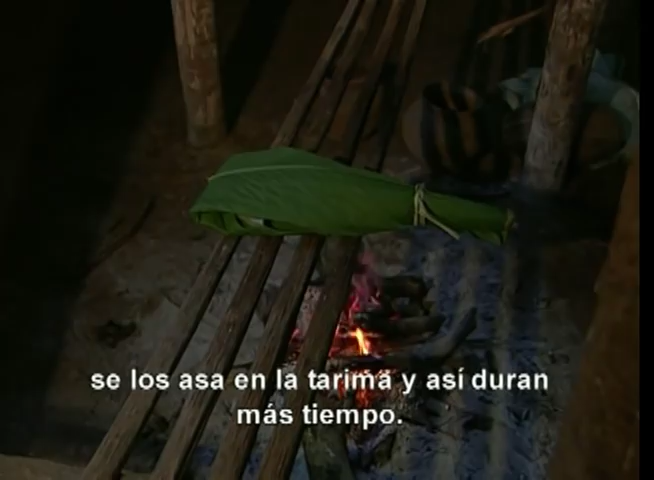 se los asa en la tarima y así duran
más tiempo.